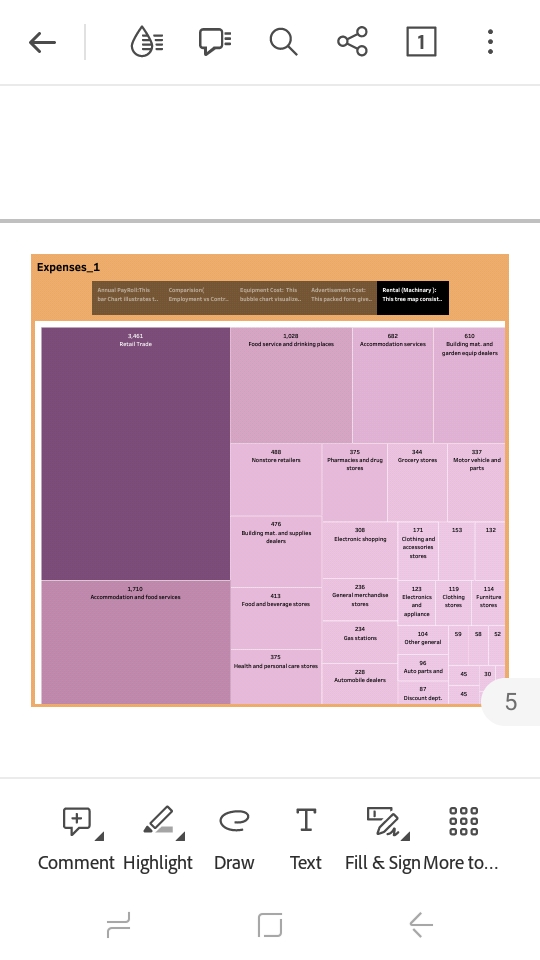 1
Expenses_1
Annual PayRoll:This
bar Chart illustrates t..
Comparision(
Employment vs Contr..
Equipment Cost: This
bubble chart visualize..
Advertisement Cost:
This packed form give..
Rental (Machinary ):
This tree map consist..
3,461
Retail Trade
1,028
Food service and drinking places
682
Accommodation services
610
Building mat. and
garden equip dealers
488
Nonstore retailers
375
Pharmacies and drug
stores
344
Grocery stores
337
Motor vehicle and
parts
476
Building mat. and supplies
dealers
308
Electronic shopping
171
Clothing and
accessories
stores
153
132
1,710
Accommodation and food services
413
Food and beverage stores
236
General merchandise
stores
123
Electronics
and
appliance
119
Clothing
stores
114
Furniture
stores
234
Gas stations
104
Other general
59
58
52
375
Health and personal care stores
228
Automobile dealers
96
Auto parts and
45
30
87
Discount dept.
45
5
Comment
Highlight
Draw
Text
Fill & Sign
More to...